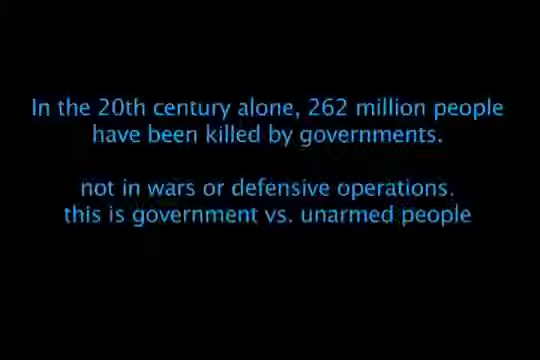 In the 20th century alone, 262 million people
have been killed by governments.
not in wars or defensive operations.
this is government vs. unarmed people